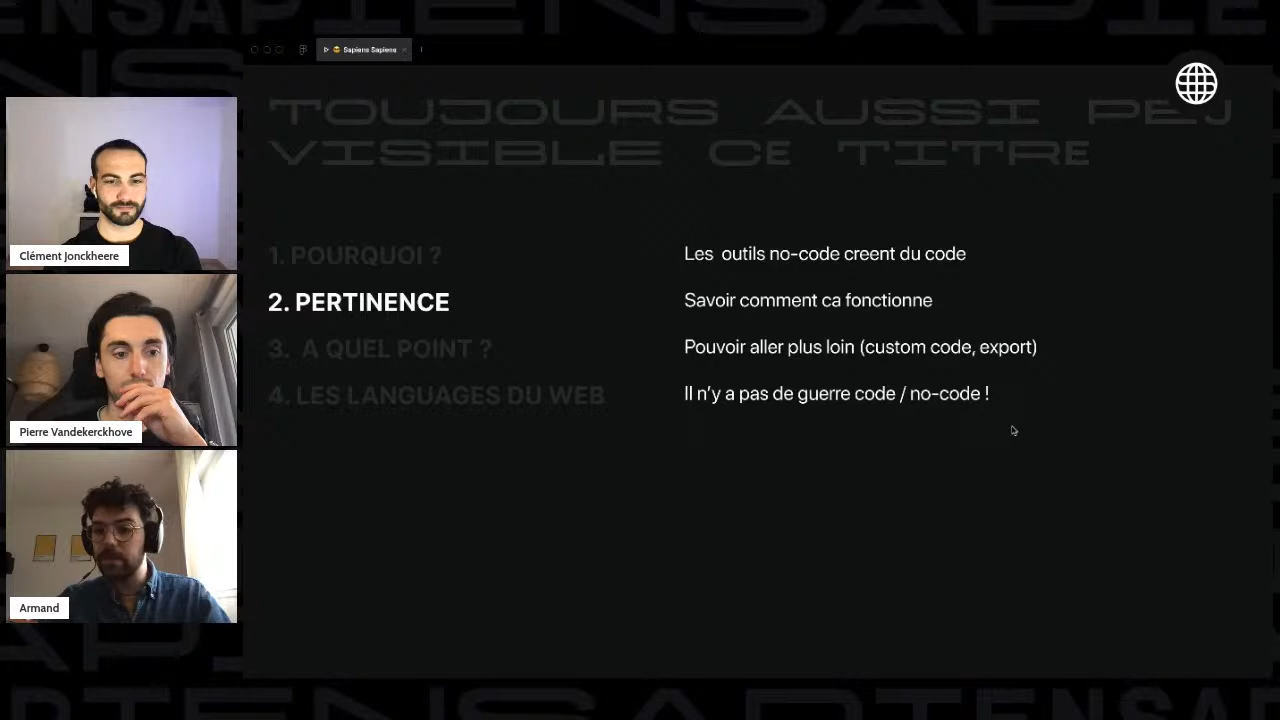 Sapiens Sapiens
TOUJOURS AUSSI PEU
VISIBLE CE TITRE
1. POURQUOI ?
2. PERTINENCE
3. A QUEL POINT ?
4. LES LANGUAGES DU WEB
Les outils no-code creent du code
Savoir comment ca fonctionne
Pouvoir aller plus loin (custom code, export)
Il n’y a pas de guerre code / no-code !
Clément Jonckheere
Pierre Vandekerckhove
Armand